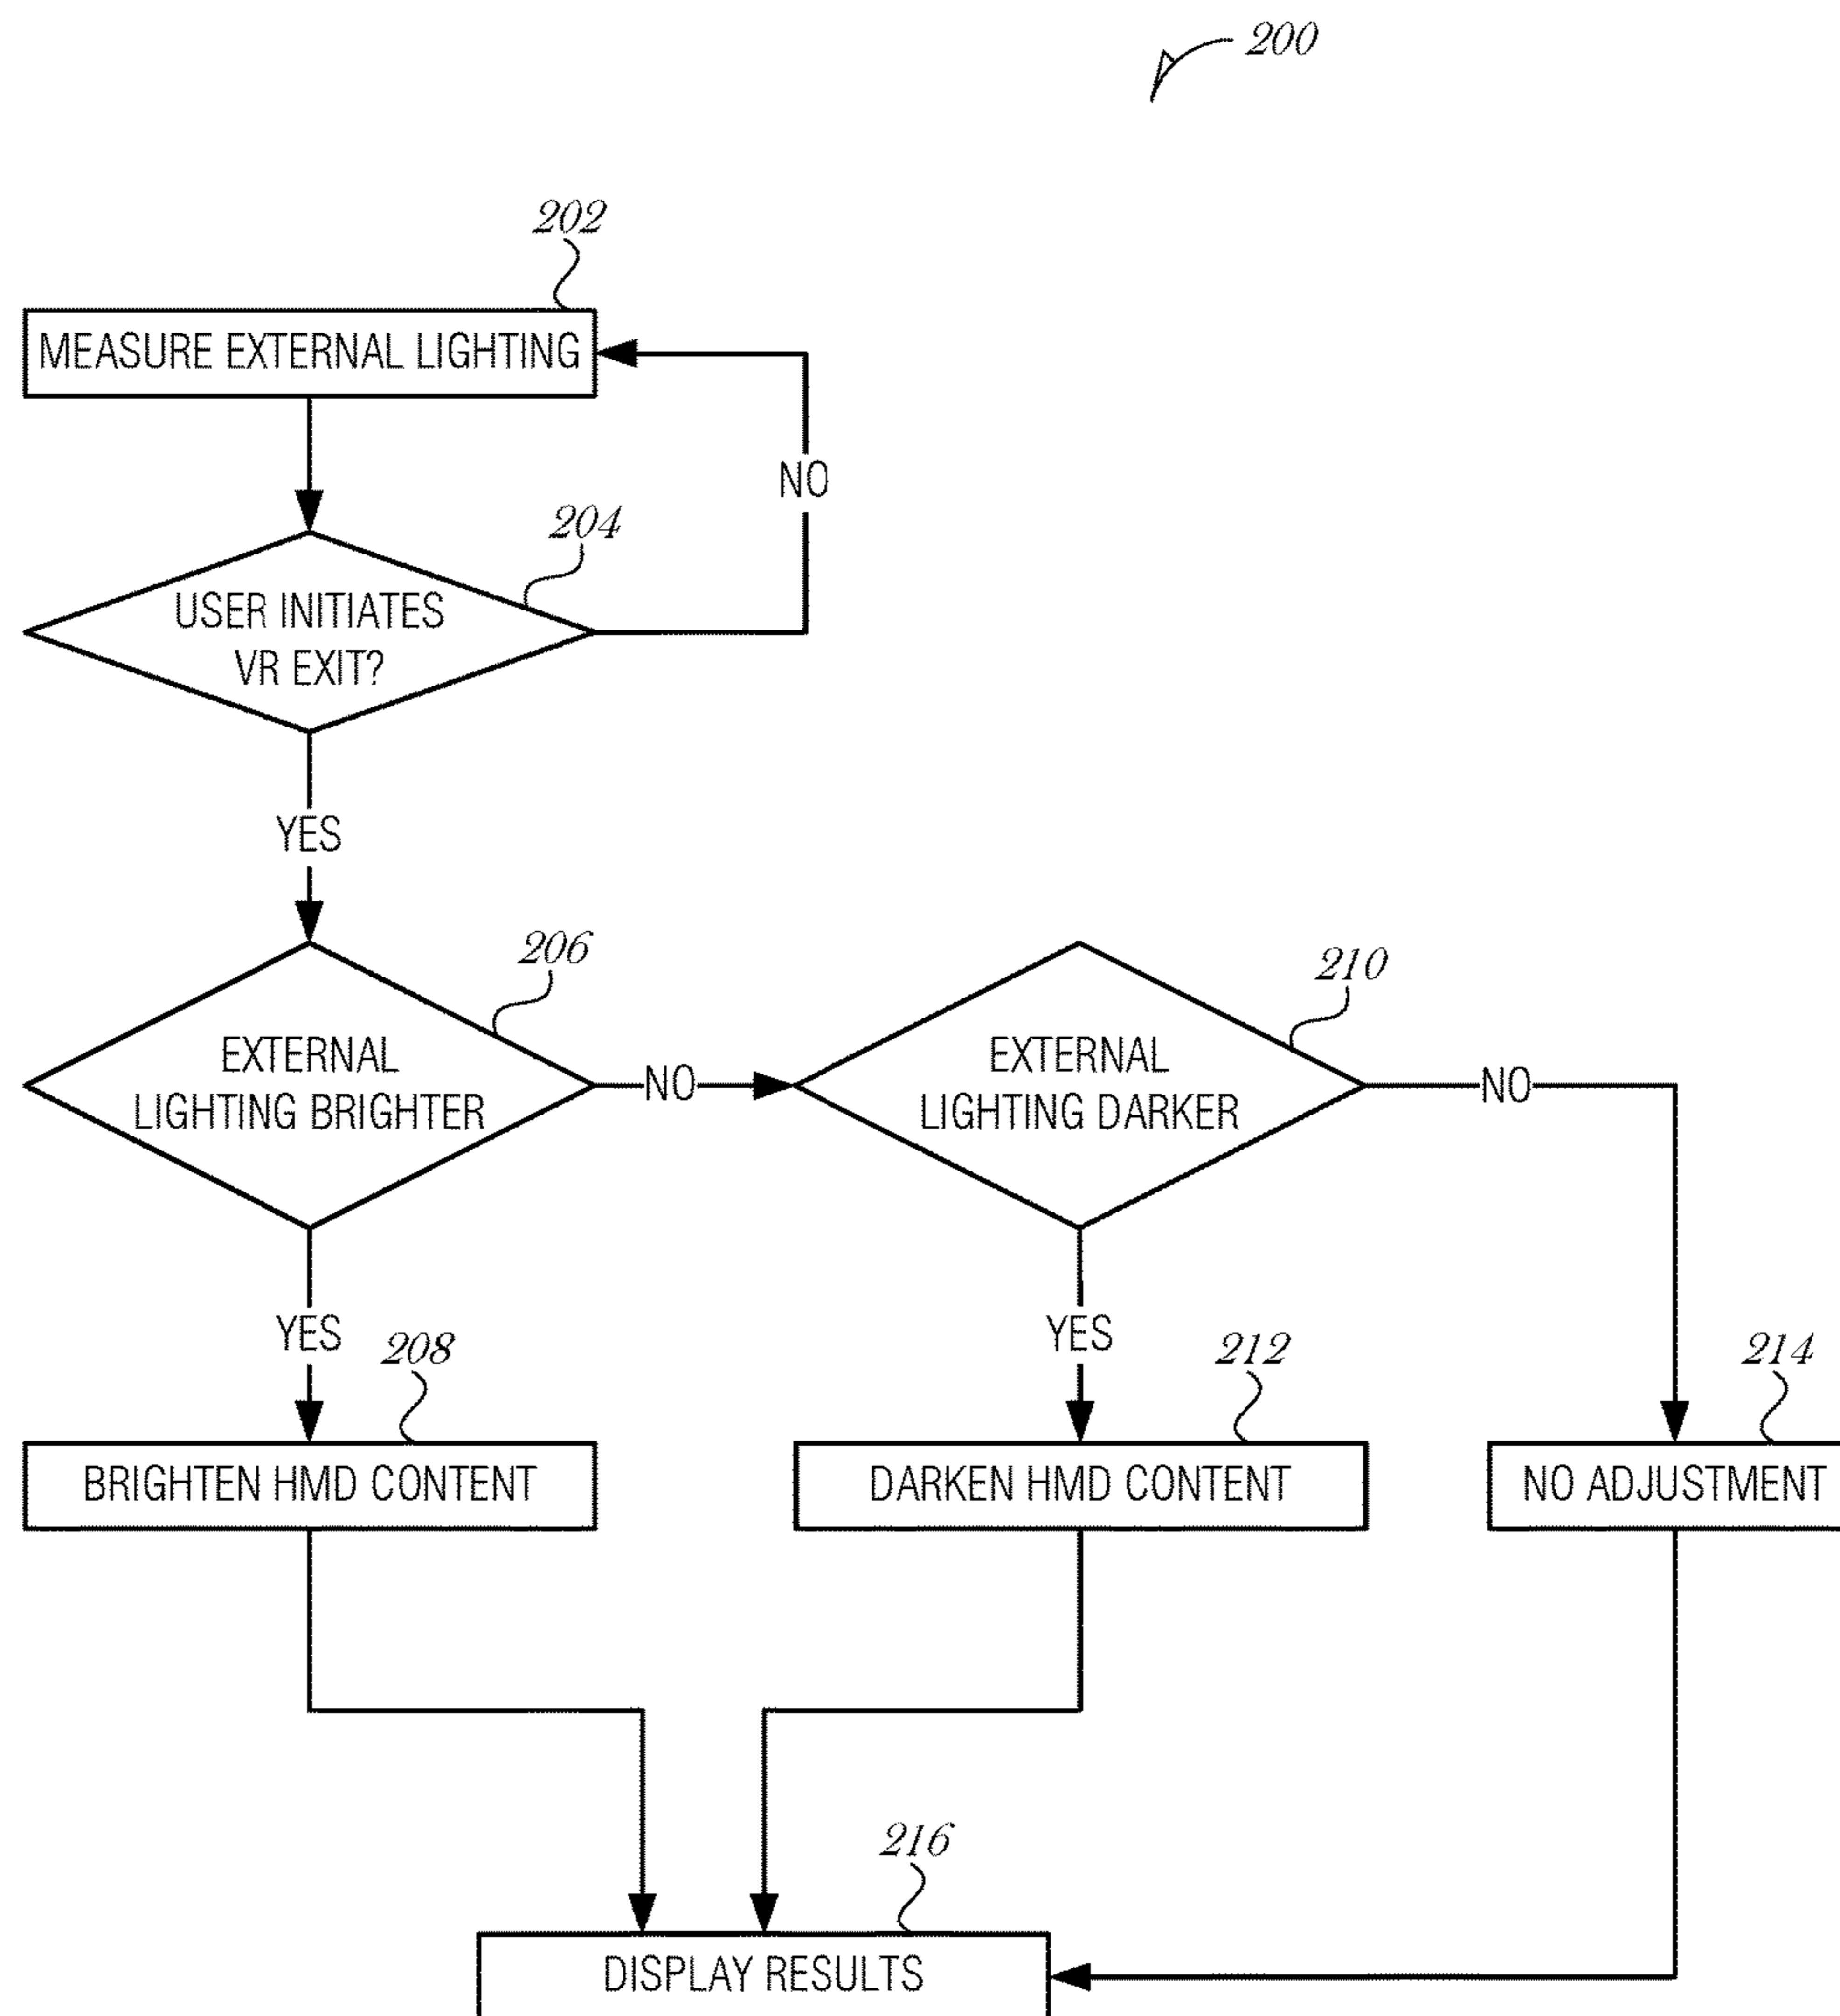 200
202
MEASURE EXTERNAL LIGHTING
NO
204
USER INITIATES
VR EXIT?
YES
206
EXTERNAL
LIGHTING BRIGHTER
NO
210
EXTERNAL
LIGHTING DARKER
NO
YES
208
BRIGHTEN HMD CONTENT
YES
212
DARKEN HMD CONTENT
214
NO ADJUSTMENT
216
DISPLAY RESULTS